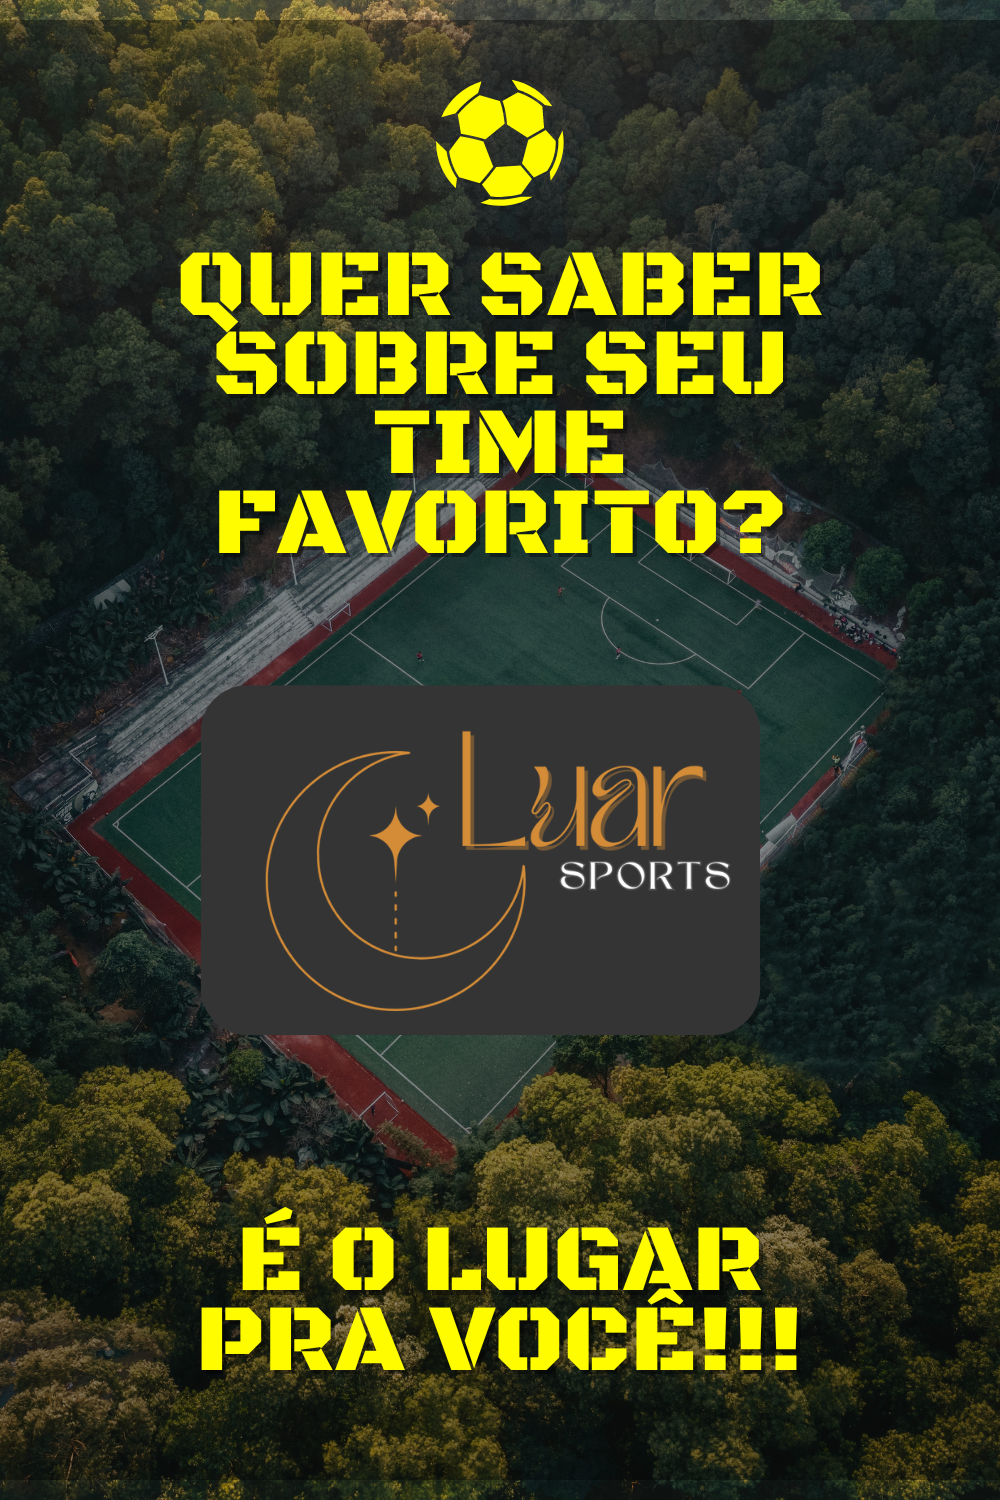 QUER SABER
SOBRE SEU
TIME
FAVORITO?
Luar
SPORTS
É O LUGAR
PRA VOCÊ!!!